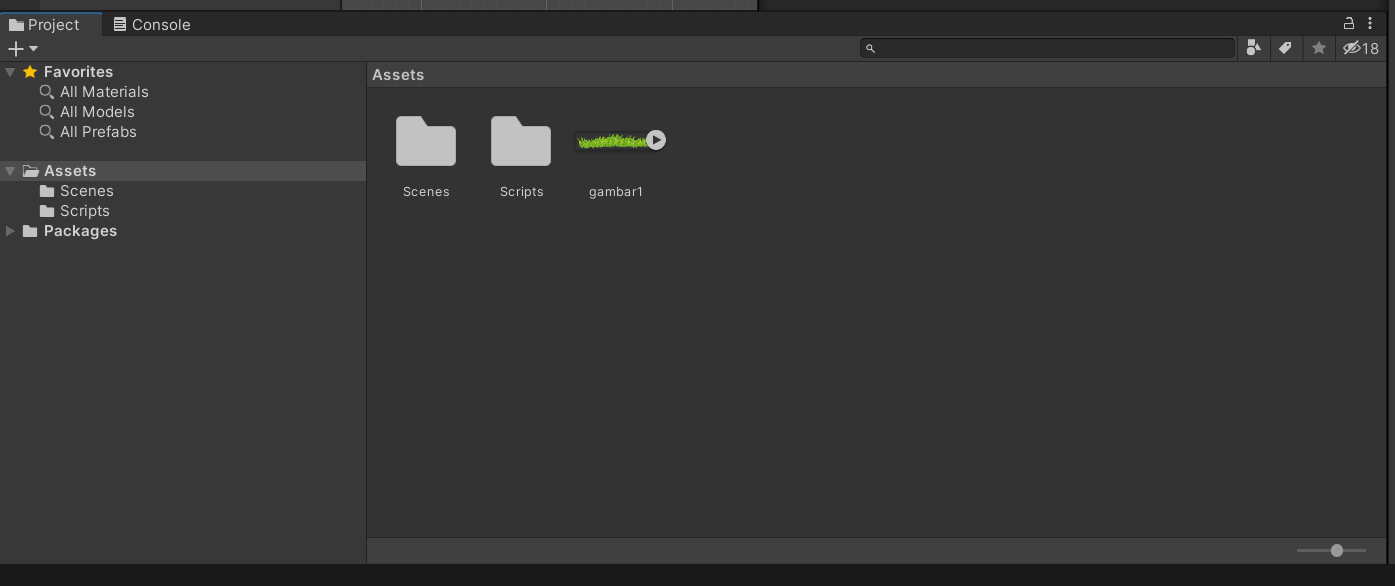 Project
Console
18
Favorites
All Materials
All Models
All Prefabs
Assets
Scenes
Scripts
Packages
Assets
Scenes
Scripts
gambar1